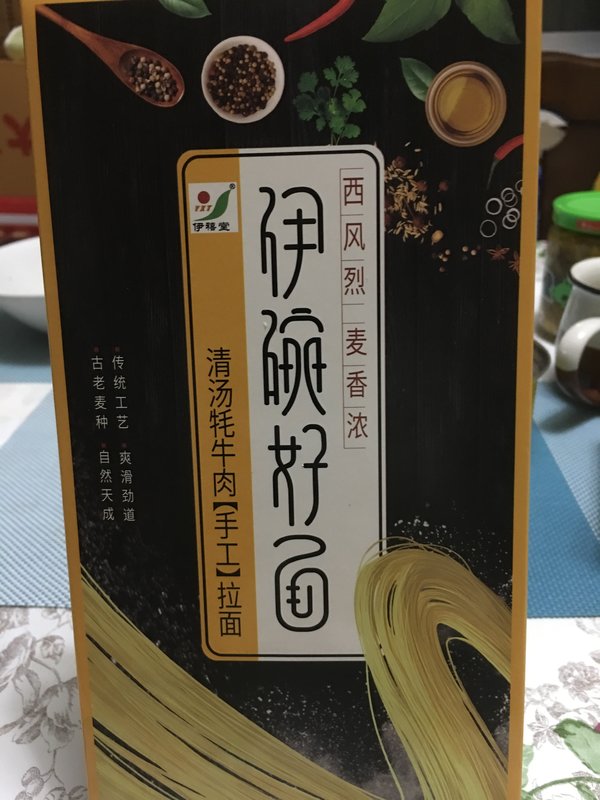 西风烈 麦香浓
伊碗好面
YXT®
伊禧堂
清汤牦牛肉【手工】拉面
传统工艺
古老麦种
爽滑劲道
自然天成